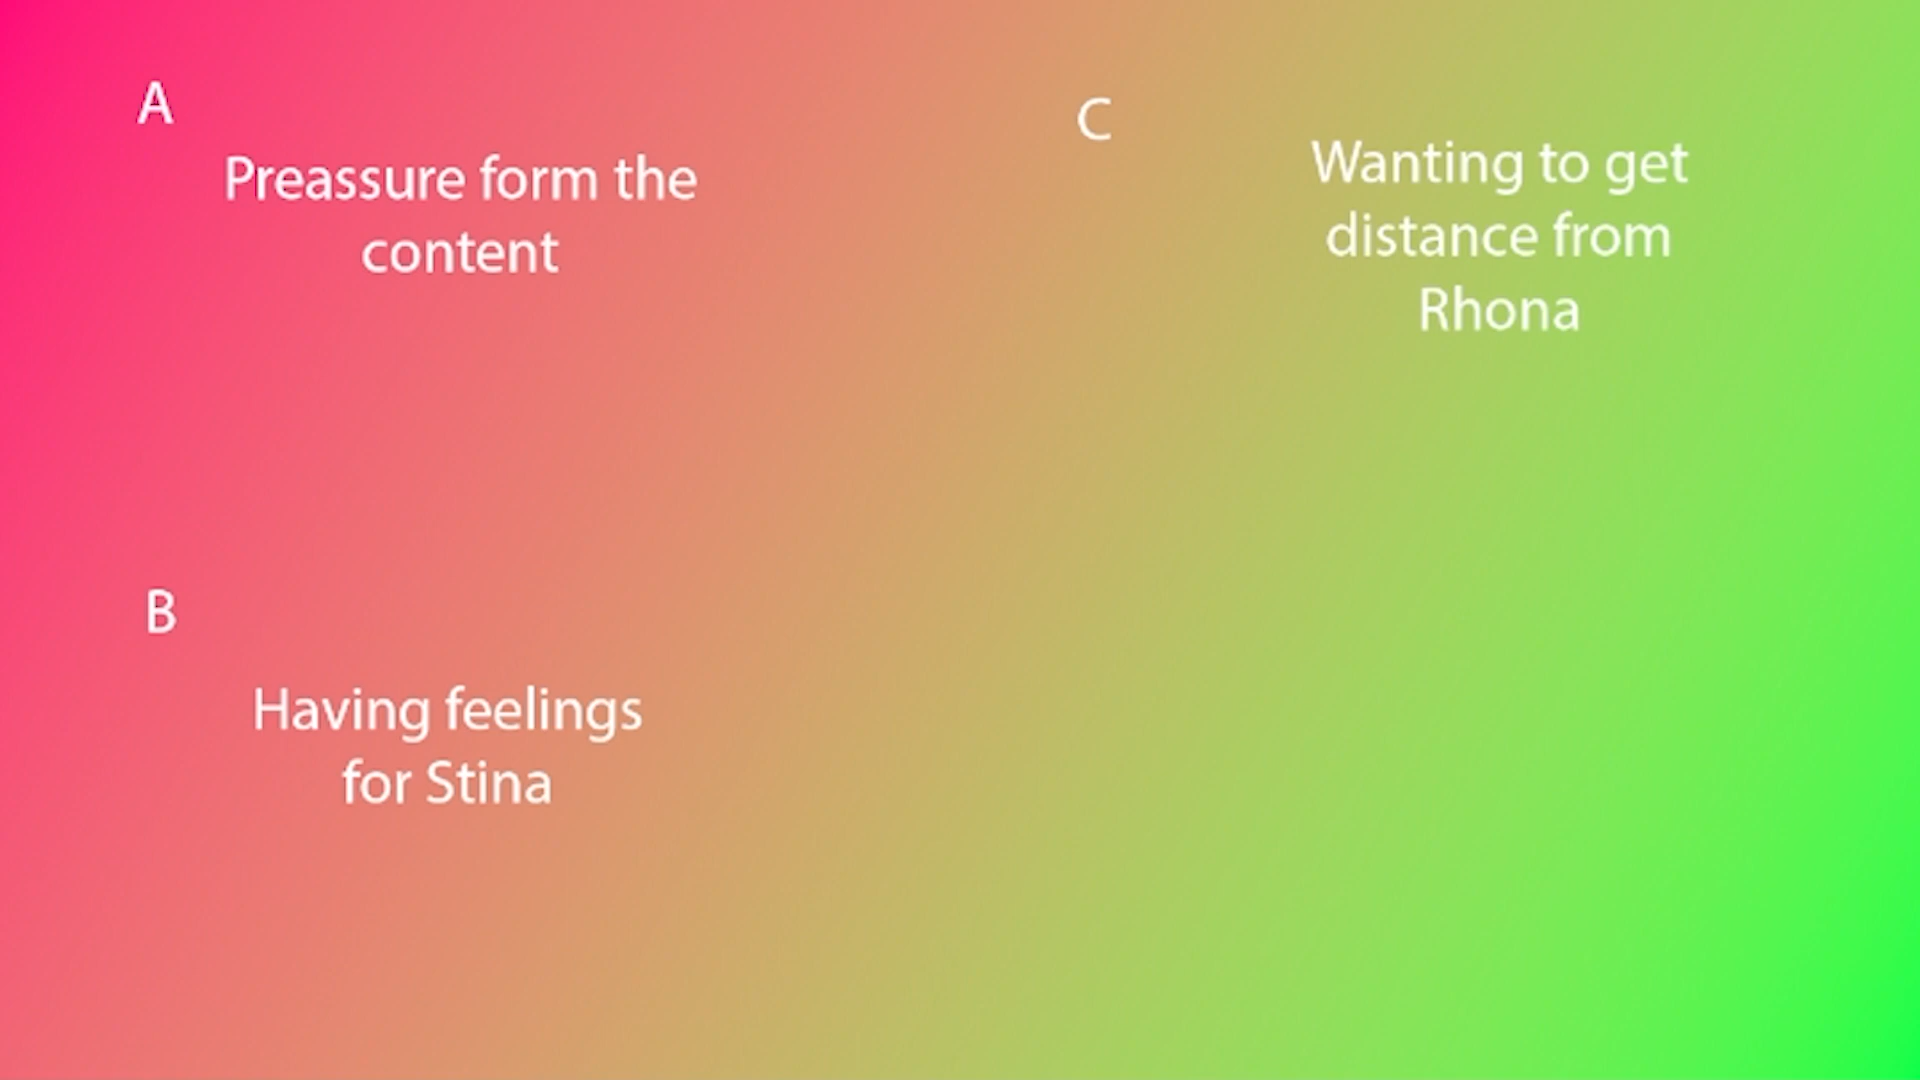 A
Preassure form the
content
B
Having feelings
for Stina
C
Wanting to get
distance from
Rhona